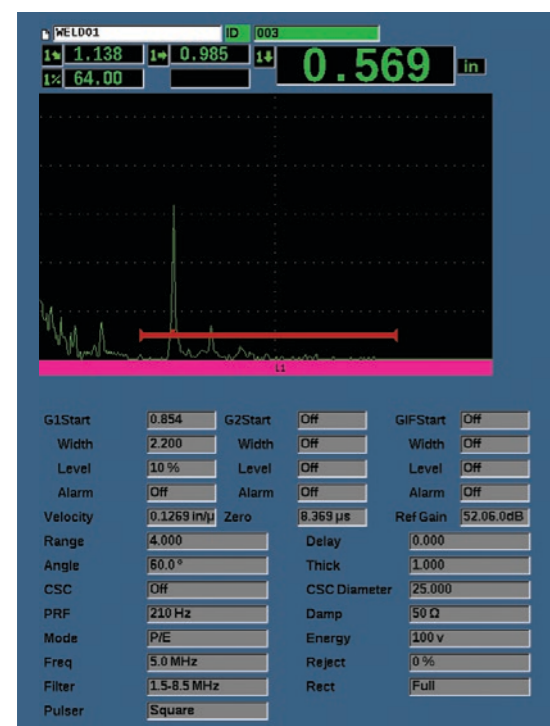 WELD01 ID 003
1 1.138 1 0.985 1 0.569 in
1% 64.00
L1
G1Start 0.854 G2Start Off GIFStart Off
Width 2.200 Width Off Width Off
Level 10 % Level Off Level Off
Alarm Off Alarm Off Alarm Off
Velocity 0.1269 in/µ Zero 8.369 µs Ref Gain 52.06.0dB
Range 4.000 Delay 0.000
Angle 60.0° Thick 1.000
CSC Off CSC Diameter 25.000
PRF 210 Hz Damp 50 Ω
Mode P/E Energy 100 v
Freq 5.0 MHz Reject 0 %
Filter 1.5-8.5 MHz Rect Full
Pulser Square